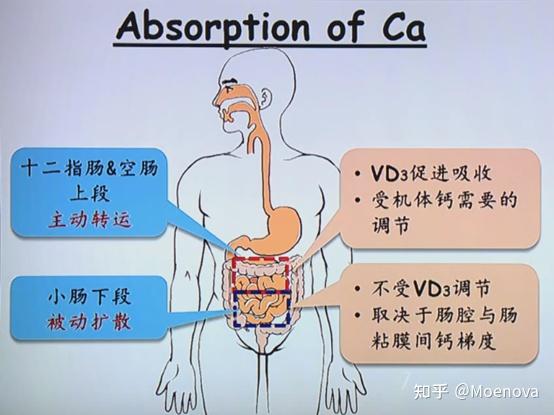 Absorption of Ca
十二指肠&空肠
上段
主动转运
• VD₃促进吸收
• 受机体钙需要的
调节
小肠下段
被动扩散
• 不受VD₃调节
• 取决于肠腔与肠
粘膜间钙梯度
知乎 @Moenova